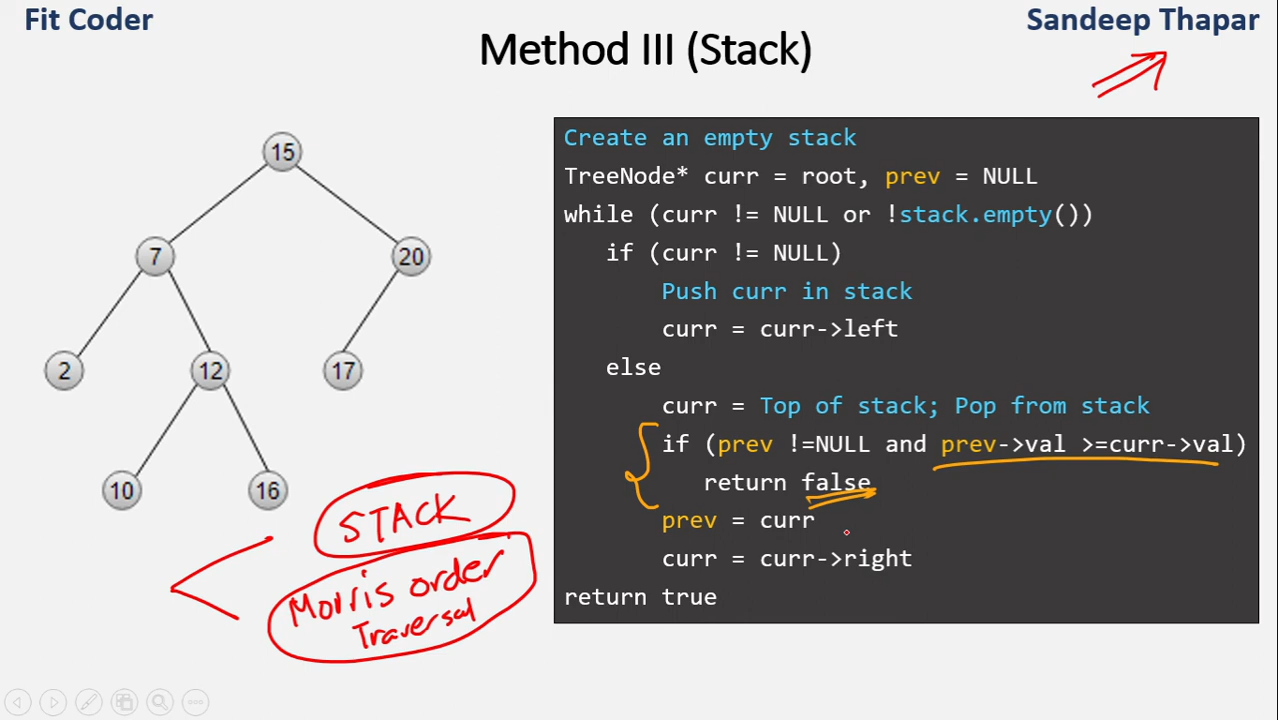 Fit Coder
Sandeep Thapar
Method III (Stack)
15
7
20
2
12
17
10
16
STACK
Morris order
Traversal
Create an empty stack
TreeNode* curr = root, prev = NULL
while (curr != NULL or !stack.empty())
if (curr != NULL)
Push curr in stack
curr = curr->left
else
curr = Top of stack; Pop from stack
if (prev !=NULL and prev->val >=curr->val)
return false
prev = curr
curr = curr->right
return true